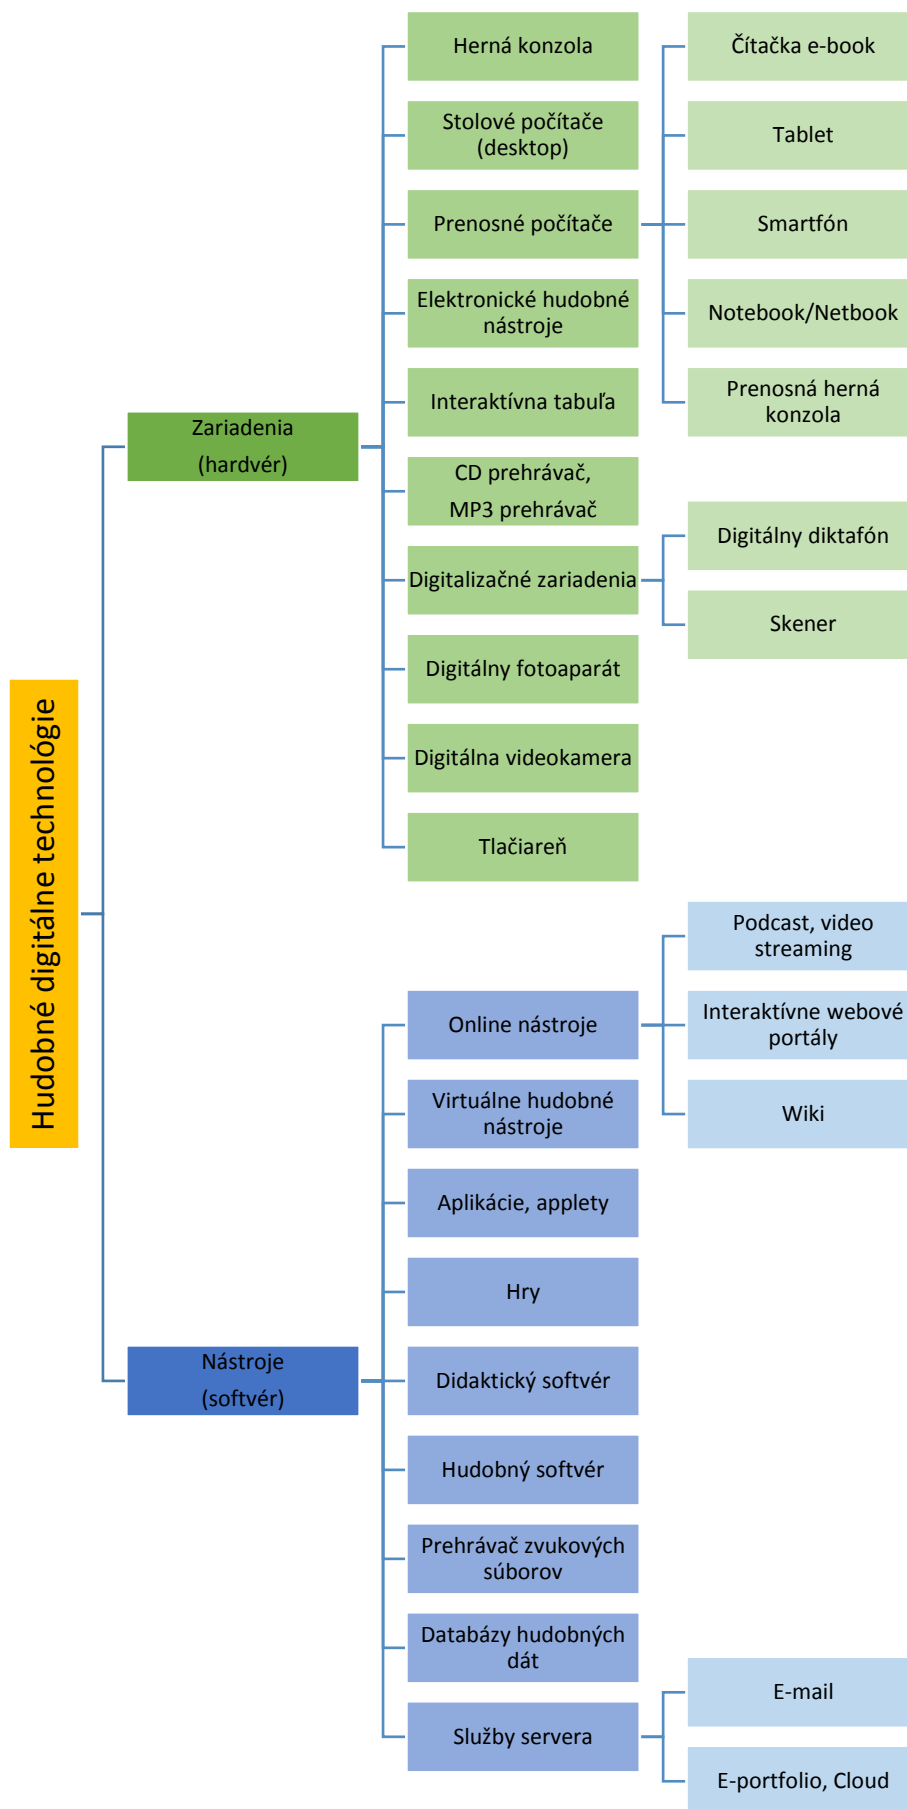 Hudobné digitálne technológie
Zariadenia
(hardvér)
Herná konzola
Stolové počítače
(desktop)
Prenosné počítače
Čítačka e-book
Tablet
Smartfón
Notebook/Netbook
Prenosná herná
konzola
Elektronické hudobné
nástroje
Interaktívna tabuľa
CD prehrávač,
MP3 prehrávač
Digitalizačné zariadenia
Digitálny diktafón
Skener
Digitálny fotoaparát
Digitálna videokamera
Tlačiareň
Nástroje
(softvér)
Online nástroje
Podcast, video
streaming
Interaktívne webové
portály
Wiki
Virtuálne hudobné
nástroje
Aplikácie, applety
Hry
Didaktický softvér
Hudobný softvér
Prehrávač zvukových
súborov
Databázy hudobných
dát
Služby servera
E-mail
E-portfolio, Cloud